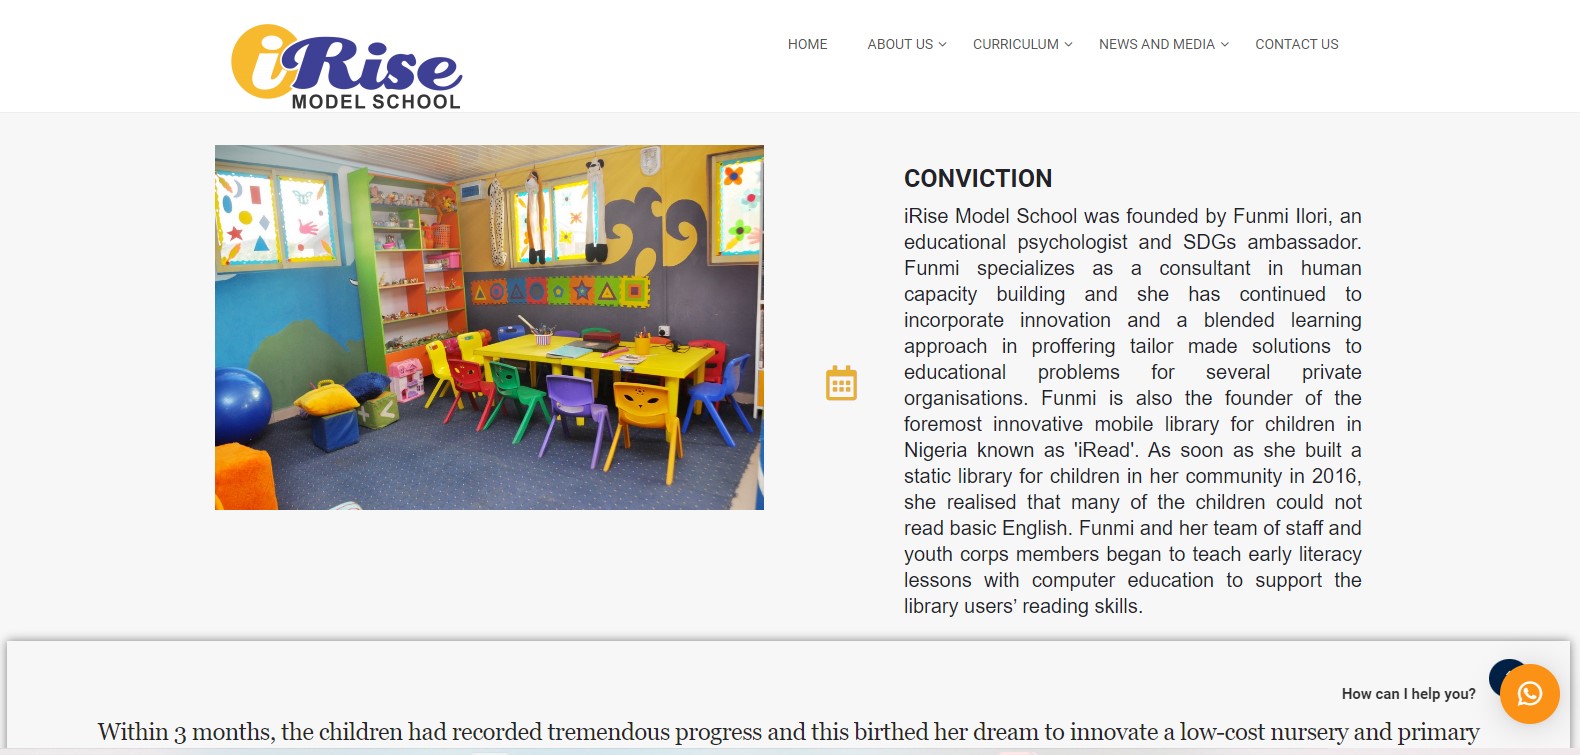 iRise
MODEL SCHOOL
HOME
ABOUT US
CURRICULUM
NEWS AND MEDIA
CONTACT US
CONVICTION
iRise Model School was founded by Funmi Ilori, an
educational psychologist and SDGs ambassador.
Funmi specializes as a consultant in human
capacity building and she has continued to
incorporate innovation and a blended learning
approach in proffering tailor made solutions to
educational problems for several private
organisations. Funmi is also the founder of the
foremost innovative mobile library for children in
Nigeria known as 'iRead'. As soon as she built a
static library for children in her community in 2016,
she realised that many of the children could not
read basic English. Funmi and her team of staff and
youth corps members began to teach early literacy
lessons with computer education to support the
library users’ reading skills.
How can I help you?
Within 3 months, the children had recorded tremendous progress and this birthed her dream to innovate a low-cost nursery and primary